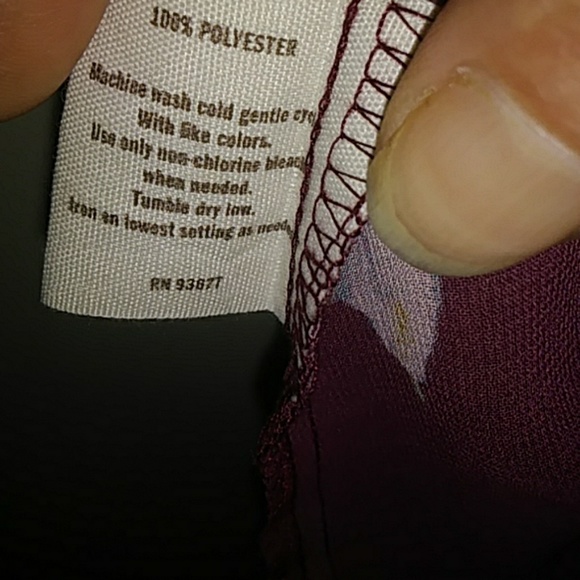 100% POLYESTER
Machine wash cold gentle cyc
With like colors.
Use only non-chlorine bleac
when needed.
Tumble dry low.
Iron on lowest setting as need
RN 93677